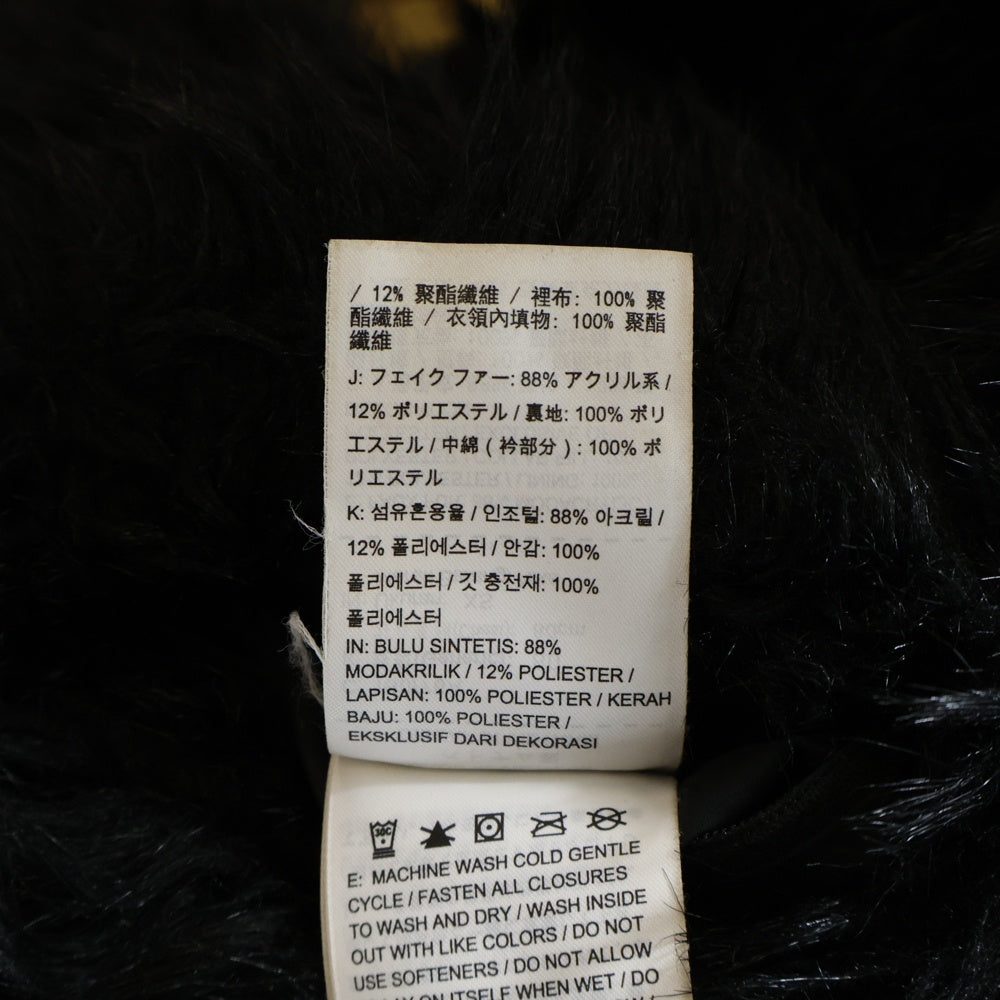 / 12% 聚酯纖維 / 裡布: 100% 聚
酯纖維 / 衣領內填物: 100% 聚酯
纖維
J: フェイク ファー: 88% アクリル系 /
12% ポリエステル / 裏地: 100% ポリ
エステル / 中綿 ( 衿部分 ) : 100% ポ
リエステル
K: 섬유혼용율 / 인조털: 88% 아크릴 /
12% 폴리에스터 / 안감: 100%
폴리에스터 / 깃 충전재: 100%
폴리에스터
IN: BULU SINTETIS: 88%
MODAKRILIK / 12% POLIESTER /
LAPISAN: 100% POLIESTER / KERAH
BAJU: 100% POLIESTER /
EKSKLUSIF DARI DEKORASI
30C
E: MACHINE WASH COLD GENTLE
CYCLE / FASTEN ALL CLOSURES
TO WASH AND DRY / WASH INSIDE
OUT WITH LIKE COLORS / DO NOT
USE SOFTENERS / DO NOT ALLOW
ON ITSELF WHEN WET / DO